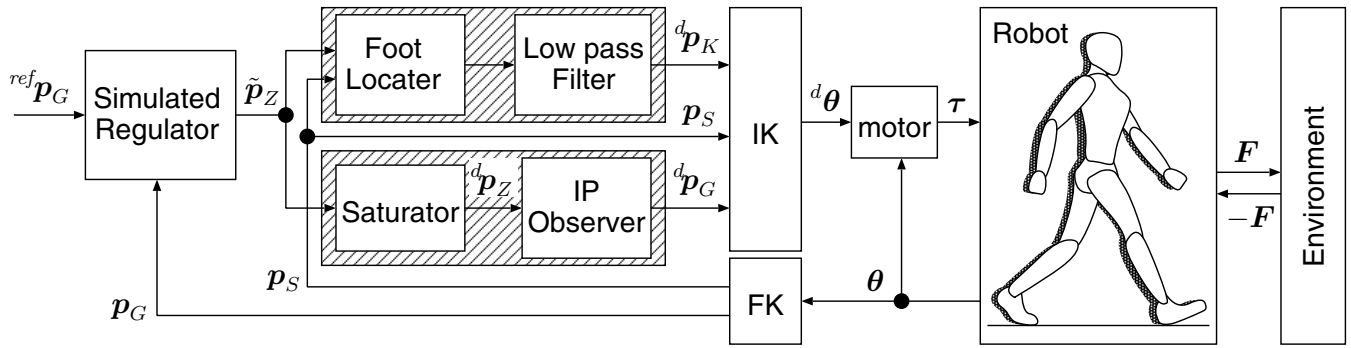 ref p_G
Simulated
Regulator
p̃_Z
Foot
Locater
Low pass
Filter
d p_K
p_S
Saturator
d p_Z
IP
Observer
d p_G
IK
d θ
motor
τ
Robot
F
−F
Environment
p_S
p_G
FK
θ